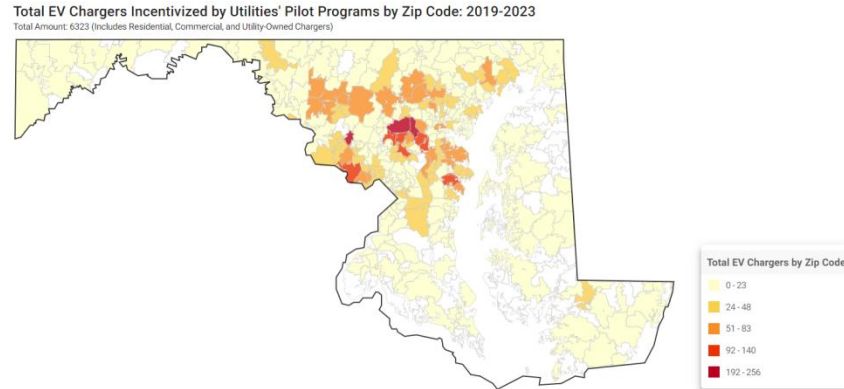 Total EV Chargers Incentivized by Utilities' Pilot Programs by Zip Code: 2019-2023
Total Amount: 6323 (Includes Residential, Commercial, and Utility-Owned Chargers)
Total EV Chargers by Zip Code
0 - 23
24 - 48
51 - 83
92 - 140
192 - 256